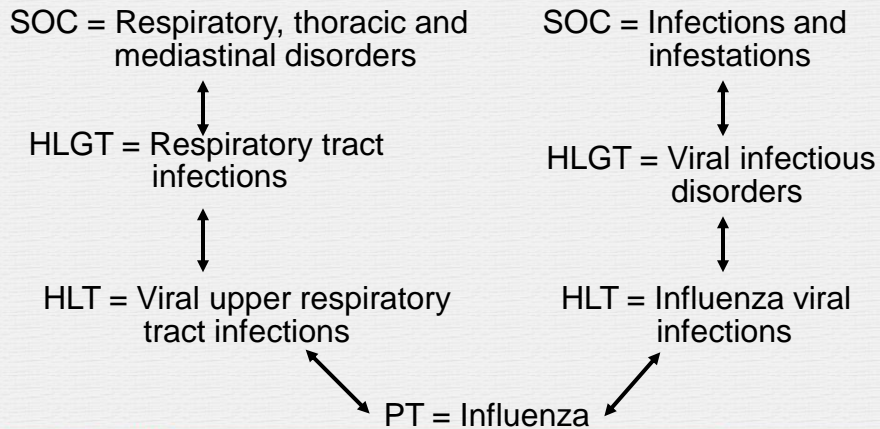 SOC = Respiratory, thoracic and
mediastinal disorders
HLGT = Respiratory tract
infections
HLT = Viral upper respiratory
tract infections
SOC = Infections and
infestations
HLGT = Viral infectious
disorders
HLT = Influenza viral
infections
PT = Influenza